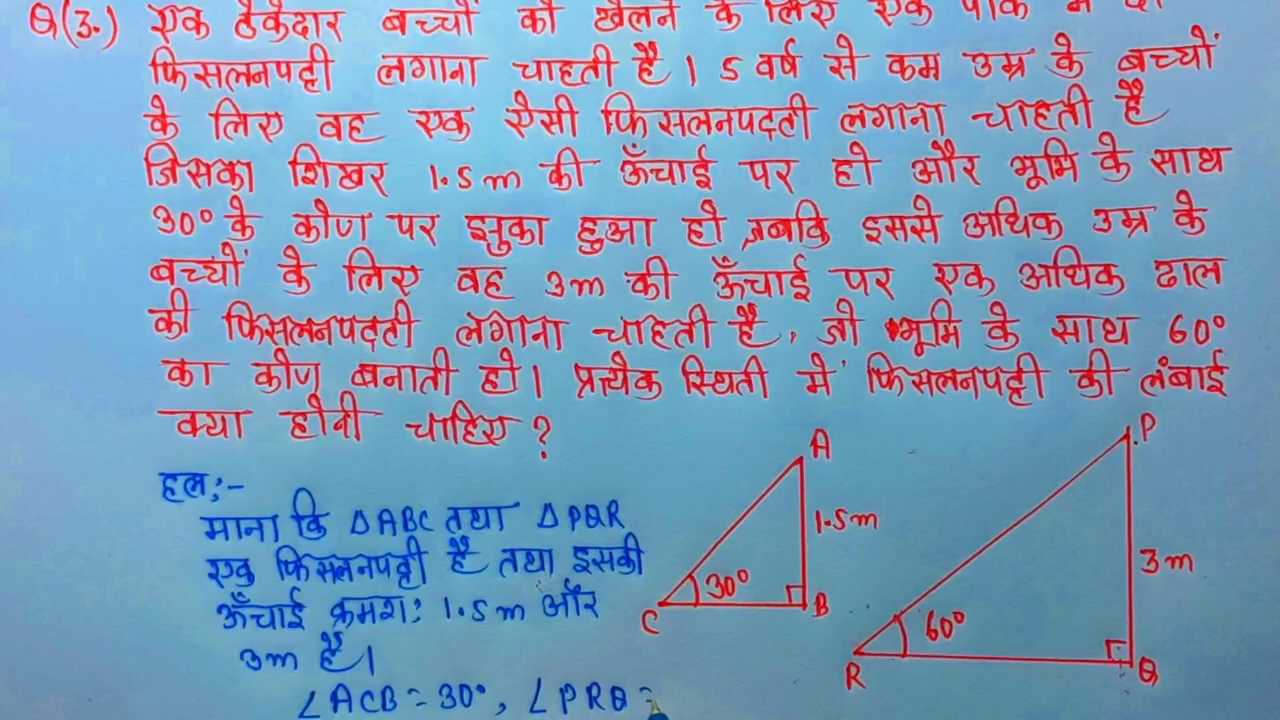 Q(3.) एक ठेकेदार बच्चों को खेलने के लिए एक पार्क में दो
फिसलनपट्टी लगाना चाहती है । 5 वर्ष से कम उम्र के बच्चों
के लिए वह एक ऐसी फिसलनपट्टी लगाना चाहती है
जिसका शिखर 1.5m की ऊँचाई पर हो और भूमि के साथ
30° के कोण पर झुका हुआ हो जबकि इससे अधिक उम्र के
बच्चों के लिए वह 3m की ऊँचाई पर एक अधिक ढाल
की फिसलनपट्टी लगाना चाहती है, जो भूमि के साथ 60°
का कोण बनाती हो । प्रत्येक स्थिती में फिसलनपट्टी की लंबाई
क्या होनी चाहिए ?
हल:-
माना कि ΔABC तथा ΔPQR
एक फिसलनपट्टी है तथा इसकी
ऊँचाई क्रमश: 1.5m और
3m है ।
∠ACB = 30°, ∠PRQ =
A
1.5m
30°
C
B
P
3m
60°
R
Q